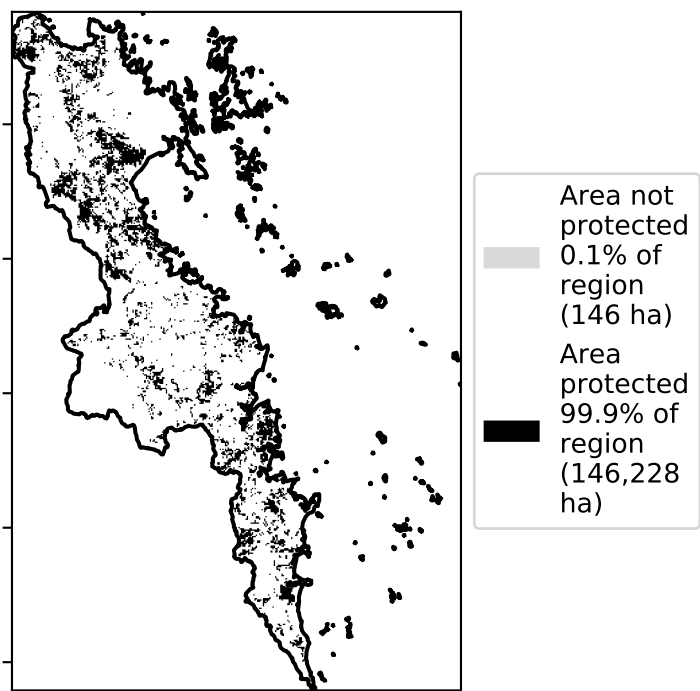 Area not
protected
0.1% of
region
(146 ha)
Area
protected
99.9% of
region
(146,228
ha)